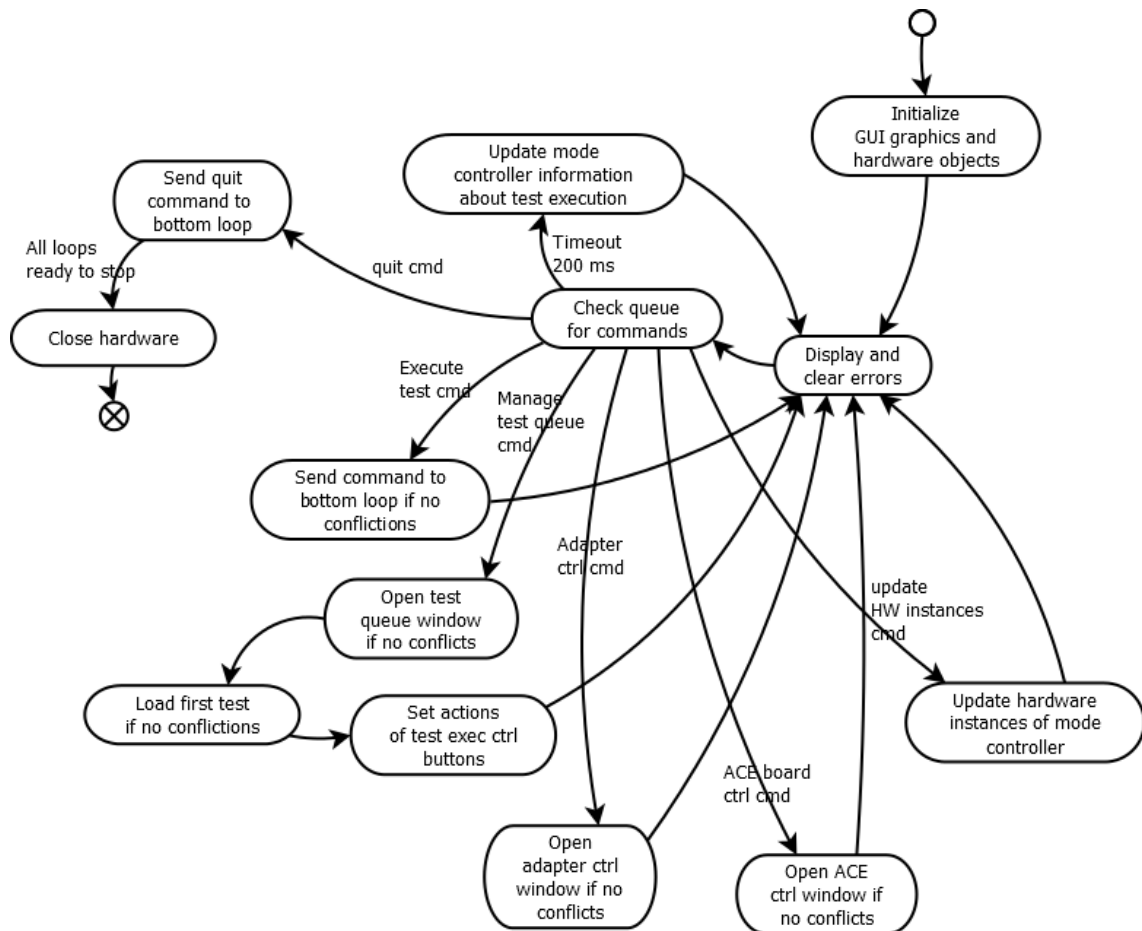 Initialize
GUI graphics and
hardware objects
Update mode
controller information
about test execution
Send quit
command to
bottom loop
All loops
ready to stop
quit cmd
Timeout
200 ms
Check queue
for commands
Close hardware
Display and
clear errors
Execute
test cmd
Manage
test queue
cmd
Send command to
bottom loop if no
conflictions
Adapter
ctrl cmd
Open test
queue window
if no conflicts
update
HW instances
cmd
Load first test
if no conflictions
Set actions
of test exec ctrl
buttons
Update hardware
instances of mode
controller
ACE board
ctrl cmd
Open
adapter ctrl
window if no
conflicts
Open ACE
ctrl window if
no conflicts